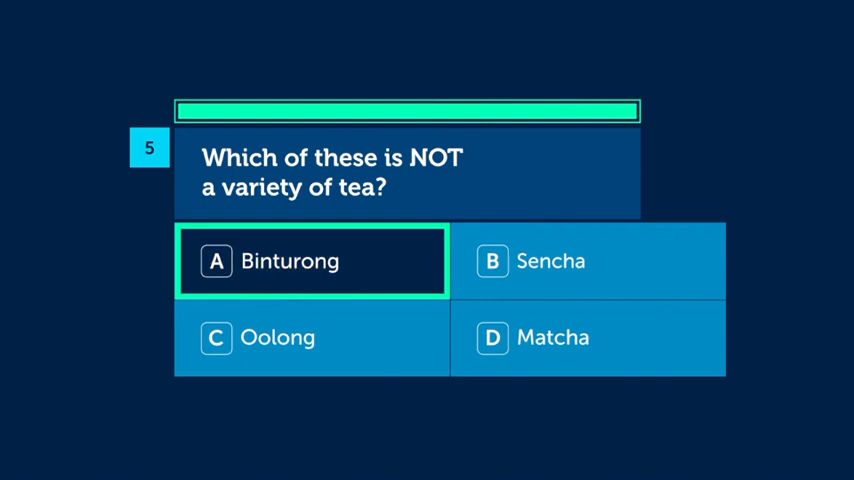 5
Which of these is NOT
a variety of tea?
A Binturong
B Sencha
C Oolong
D Matcha